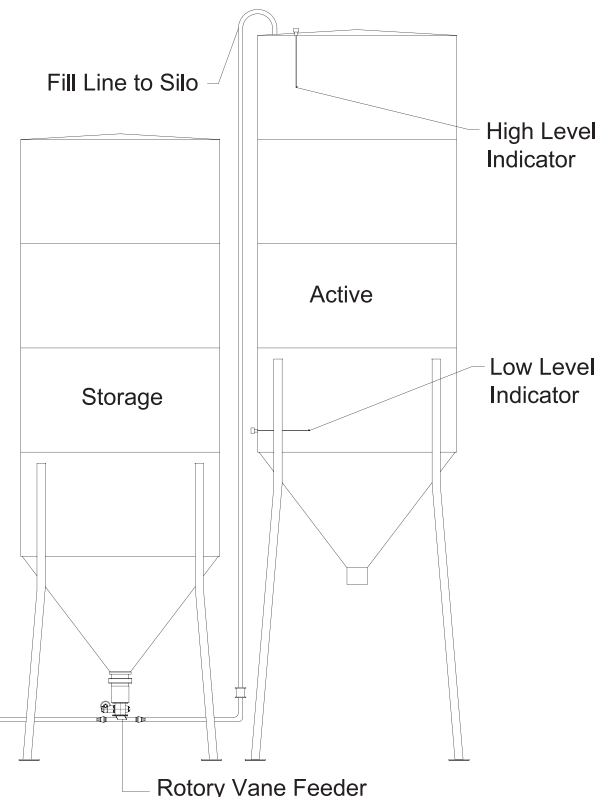 Fill Line to Silo
High Level
Indicator
Active
Low Level
Indicator
Storage
Rotory Vane Feeder